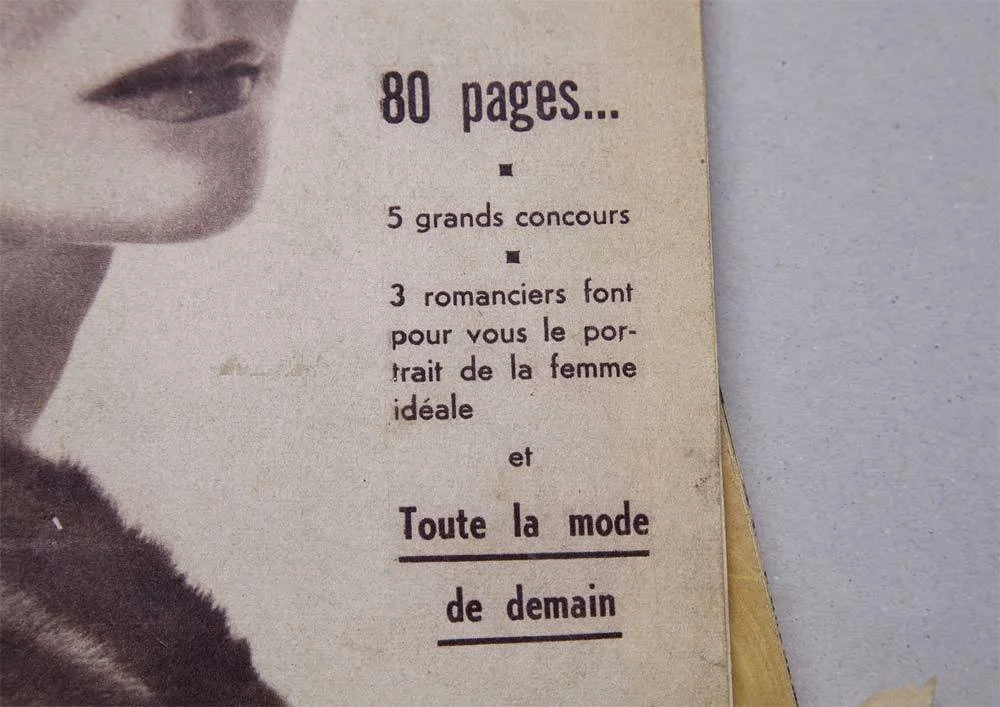 80 pages...
5 grands concours
3 romanciers font
pour vous le por-
trait de la femme
idéale
et
Toute la mode
de demain